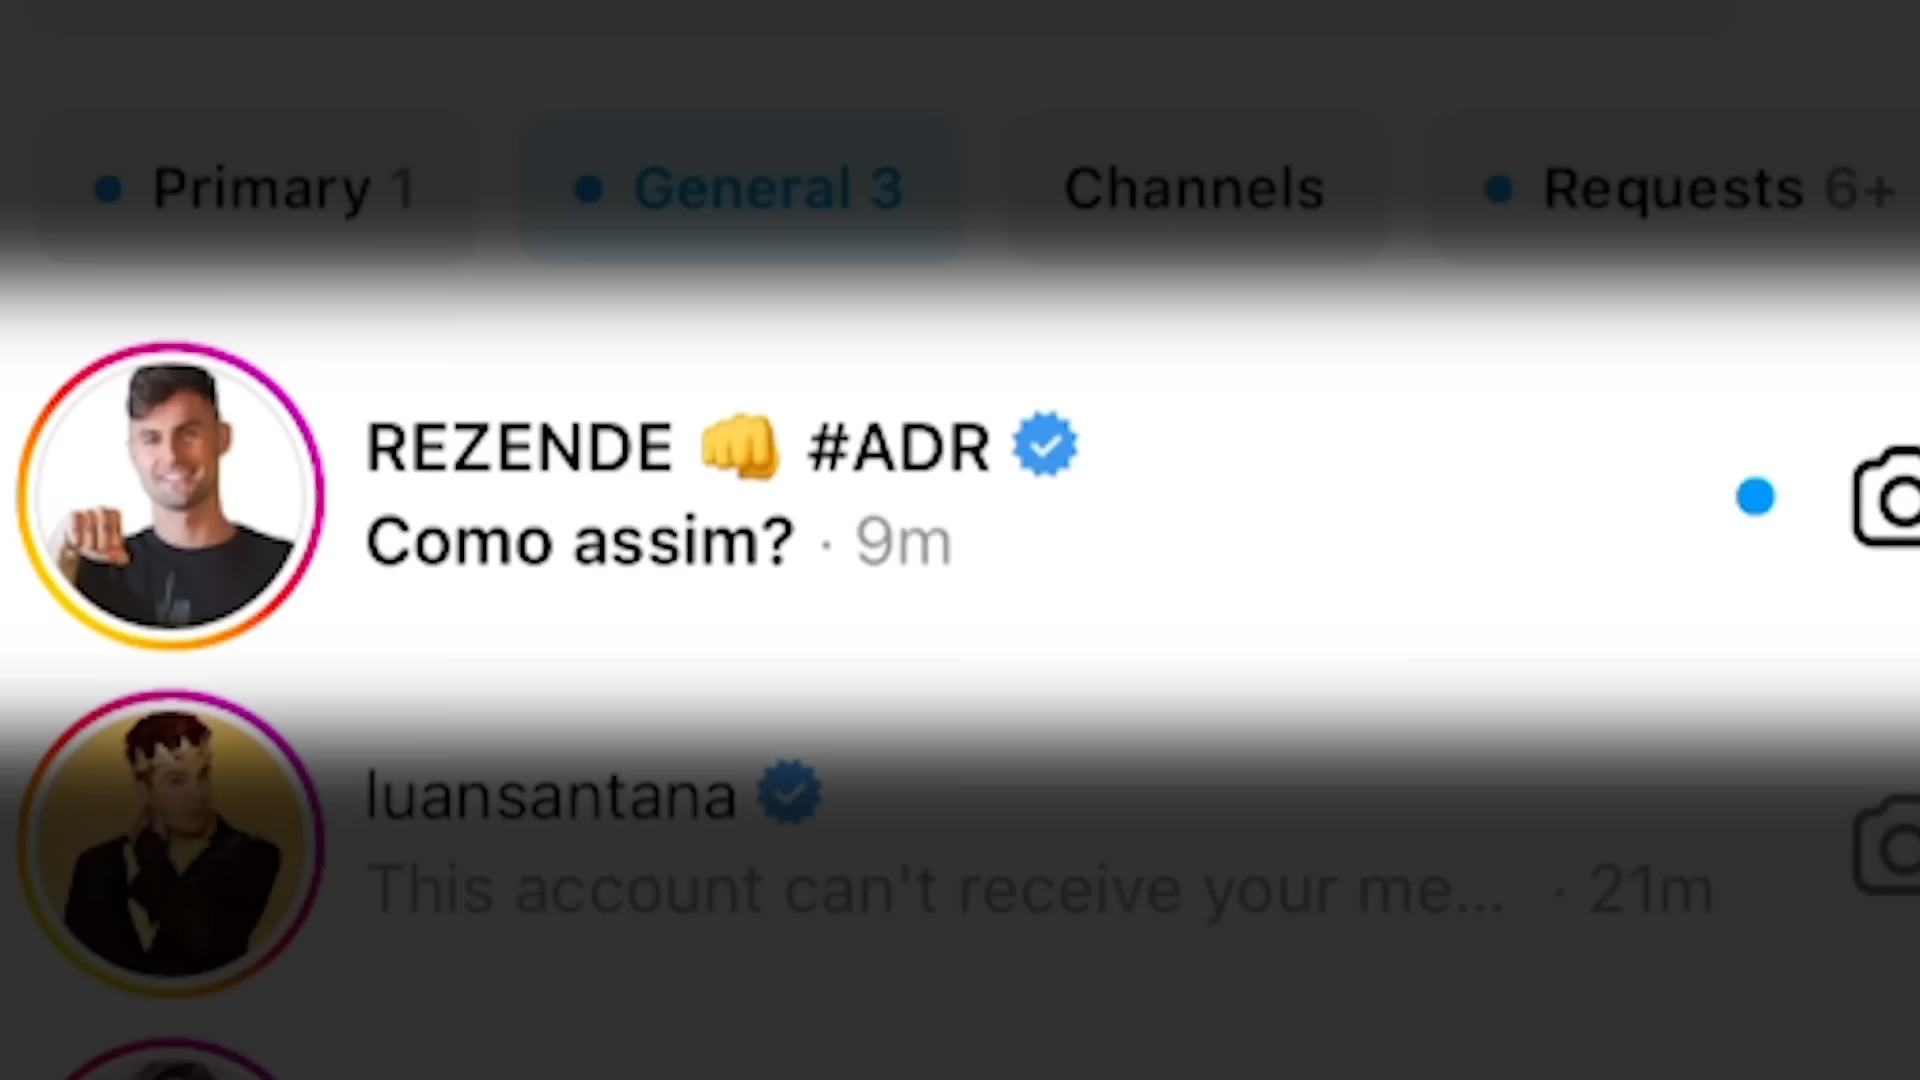 Primary 1
General 3
Channels
Requests 6+
REZENDE 👊 #ADR
Como assim? · 9m
luansantana
This account can't receive your me... · 21m